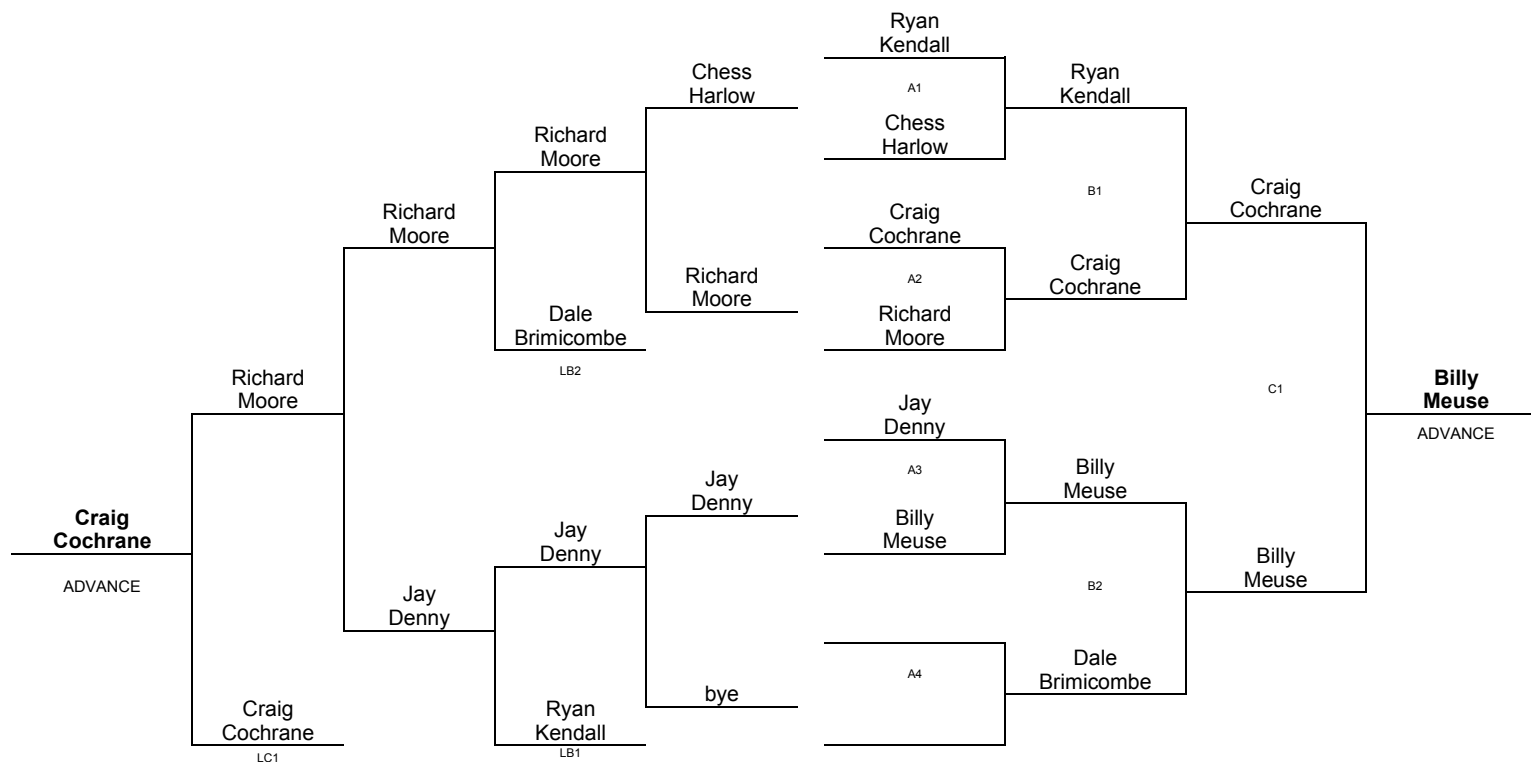 Ryan
Kendall
Chess
Harlow
A1
Ryan
Kendall
Richard
Moore
Chess
Harlow
Richard
Moore
Craig
Cochrane
B1
Craig
Cochrane
Richard
Moore
A2
Craig
Cochrane
Dale
Brimicombe
Richard
Moore
LB2
Richard
Moore
Jay
Denny
C1
Billy
Meuse
ADVANCE
Jay
Denny
A3
Billy
Meuse
Craig
Cochrane
Jay
Denny
Billy
Meuse
Billy
Meuse
ADVANCE
Jay
Denny
B2
Craig
Cochrane
LC1
Ryan
Kendall
LB1
bye
A4
Dale
Brimicombe